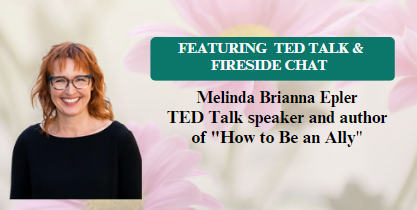 FEATURING  TED TALK &
FIRESIDE CHAT
Melinda Brianna Epler
TED Talk speaker and author
of "How to Be an Ally"